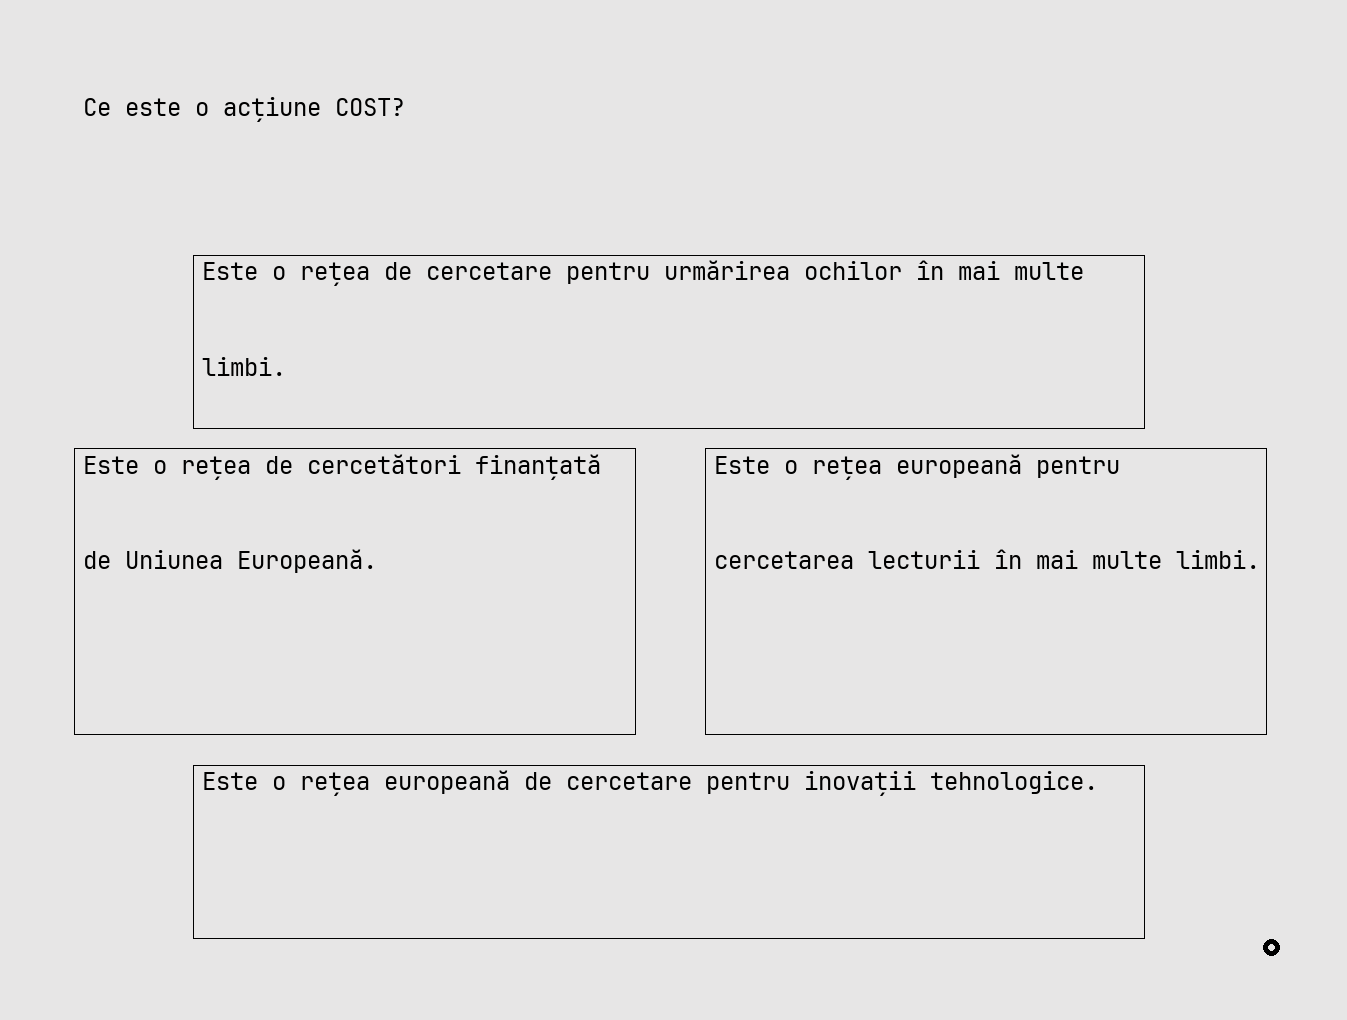 Ce este o acțiune COST?
Este o rețea de cercetare pentru urmărirea ochilor în mai multe
limbi.
Este o rețea de cercetători finanțată
de Uniunea Europeană.
Este o rețea europeană pentru
cercetarea lecturii în mai multe limbi.
Este o rețea europeană de cercetare pentru inovații tehnologice.